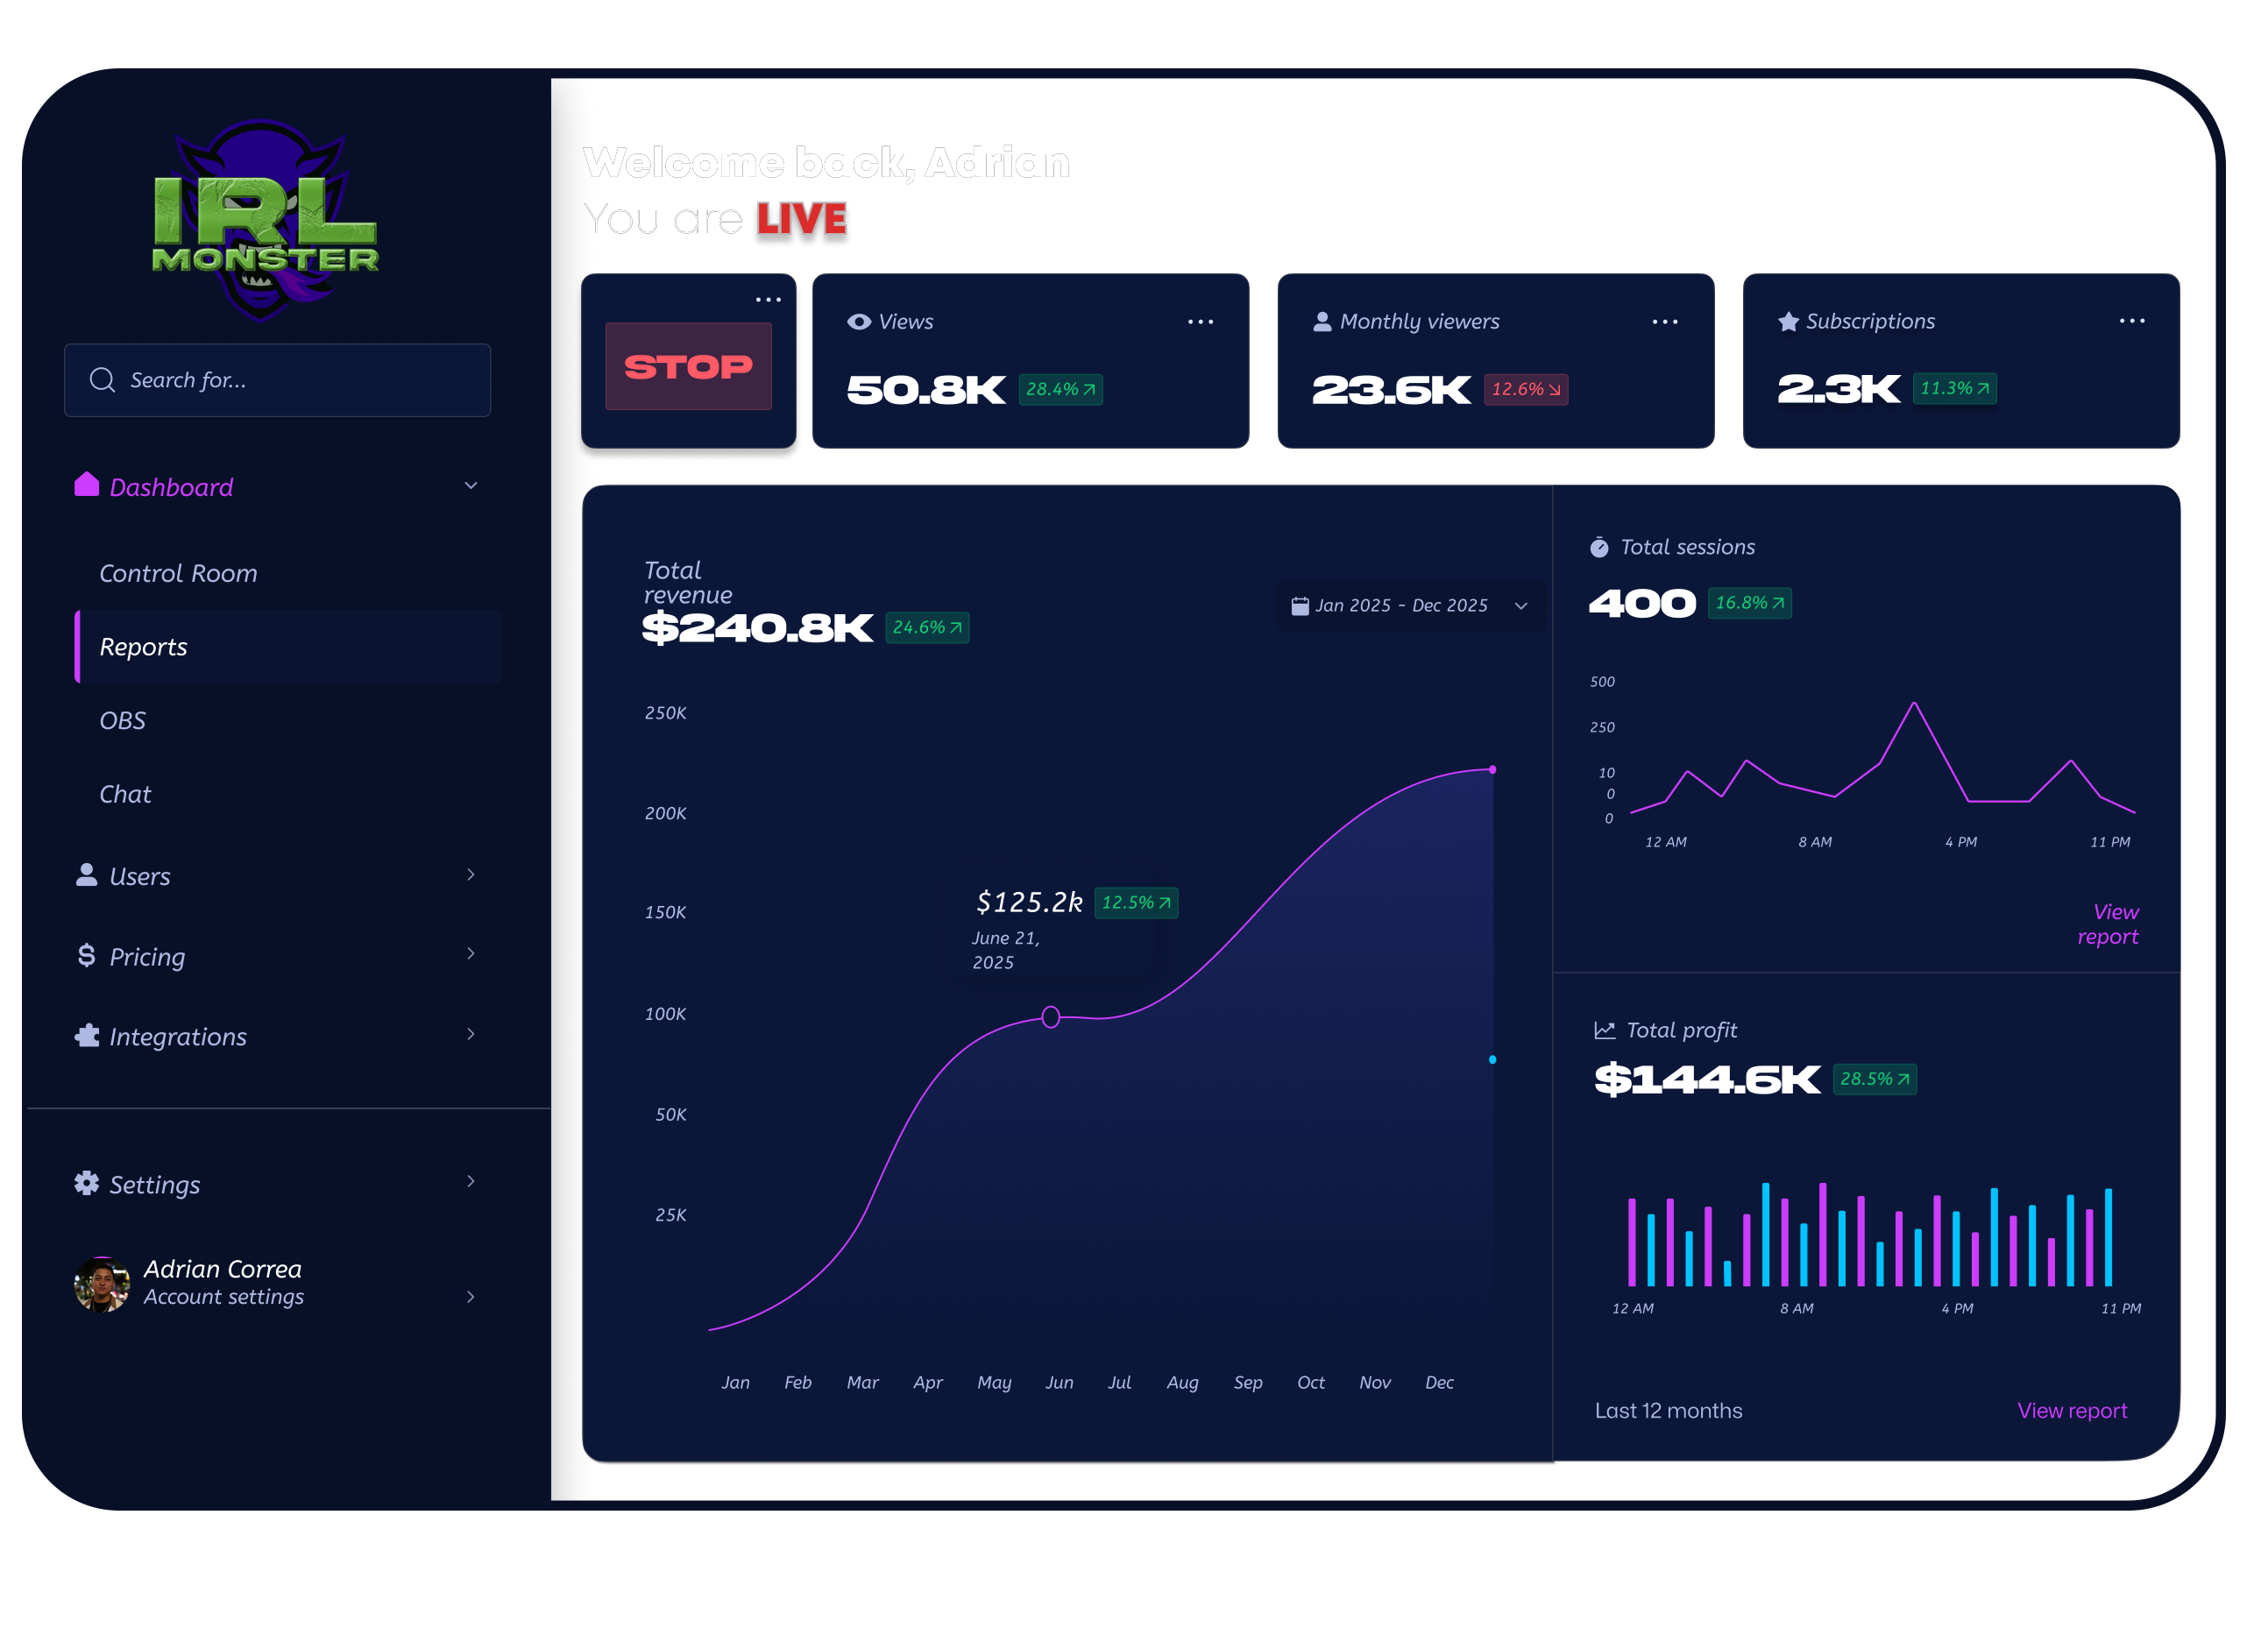 IRL
MONSTER
Search for...
Dashboard
Control Room
Reports
OBS
Chat
Users
Pricing
Integrations
Settings
Adrian Correa
Account settings
Welcome back, Adrian
You are LIVE
STOP
Views
50.8K 28.4%
Monthly viewers
23.6K 12.6%
Subscriptions
2.3K 11.3%
Total
revenue
$240.8K 24.6%
Jan 2025 - Dec 2025
250K
200K
150K
100K
50K
25K
$125.2k 12.5%
June 21,
2025
Jan Feb Mar Apr May Jun Jul Aug Sep Oct Nov Dec
Total sessions
400 16.8%
500
250
10
0
0
12 AM 8 AM 4 PM 11 PM
View
report
Total profit
$144.6K 28.5%
12 AM 8 AM 4 PM 11 PM
Last 12 months View report